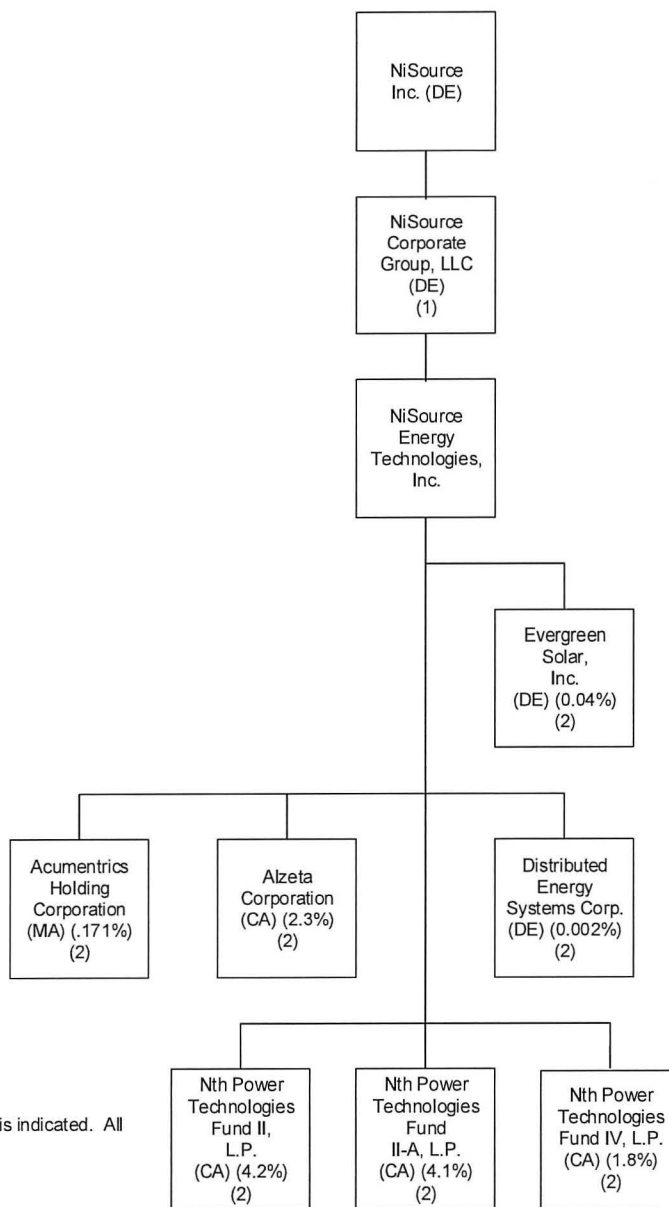 NiSource
Inc. (DE)
NiSource
Corporate
Group, LLC
(DE)
(1)
NiSource
Energy
Technologies,
Inc.
Evergreen
Solar,
Inc.
(DE) (0.04%)
(2)
Acumentrics
Holding
Corporation
(MA) (.171%)
(2)
Alzeta
Corporation
(CA) (2.3%)
(2)
Distributed
Energy
Systems Corp.
(DE) (0.002%)
(2)
is indicated. All
Nth Power
Technologies
Fund II,
L.P.
(CA) (4.2%)
(2)
Nth Power
Technologies
Fund
II-A, L.P.
(CA) (4.1%)
(2)
Nth Power
Technologies
Fund IV, L.P.
(CA) (1.8%)
(2)